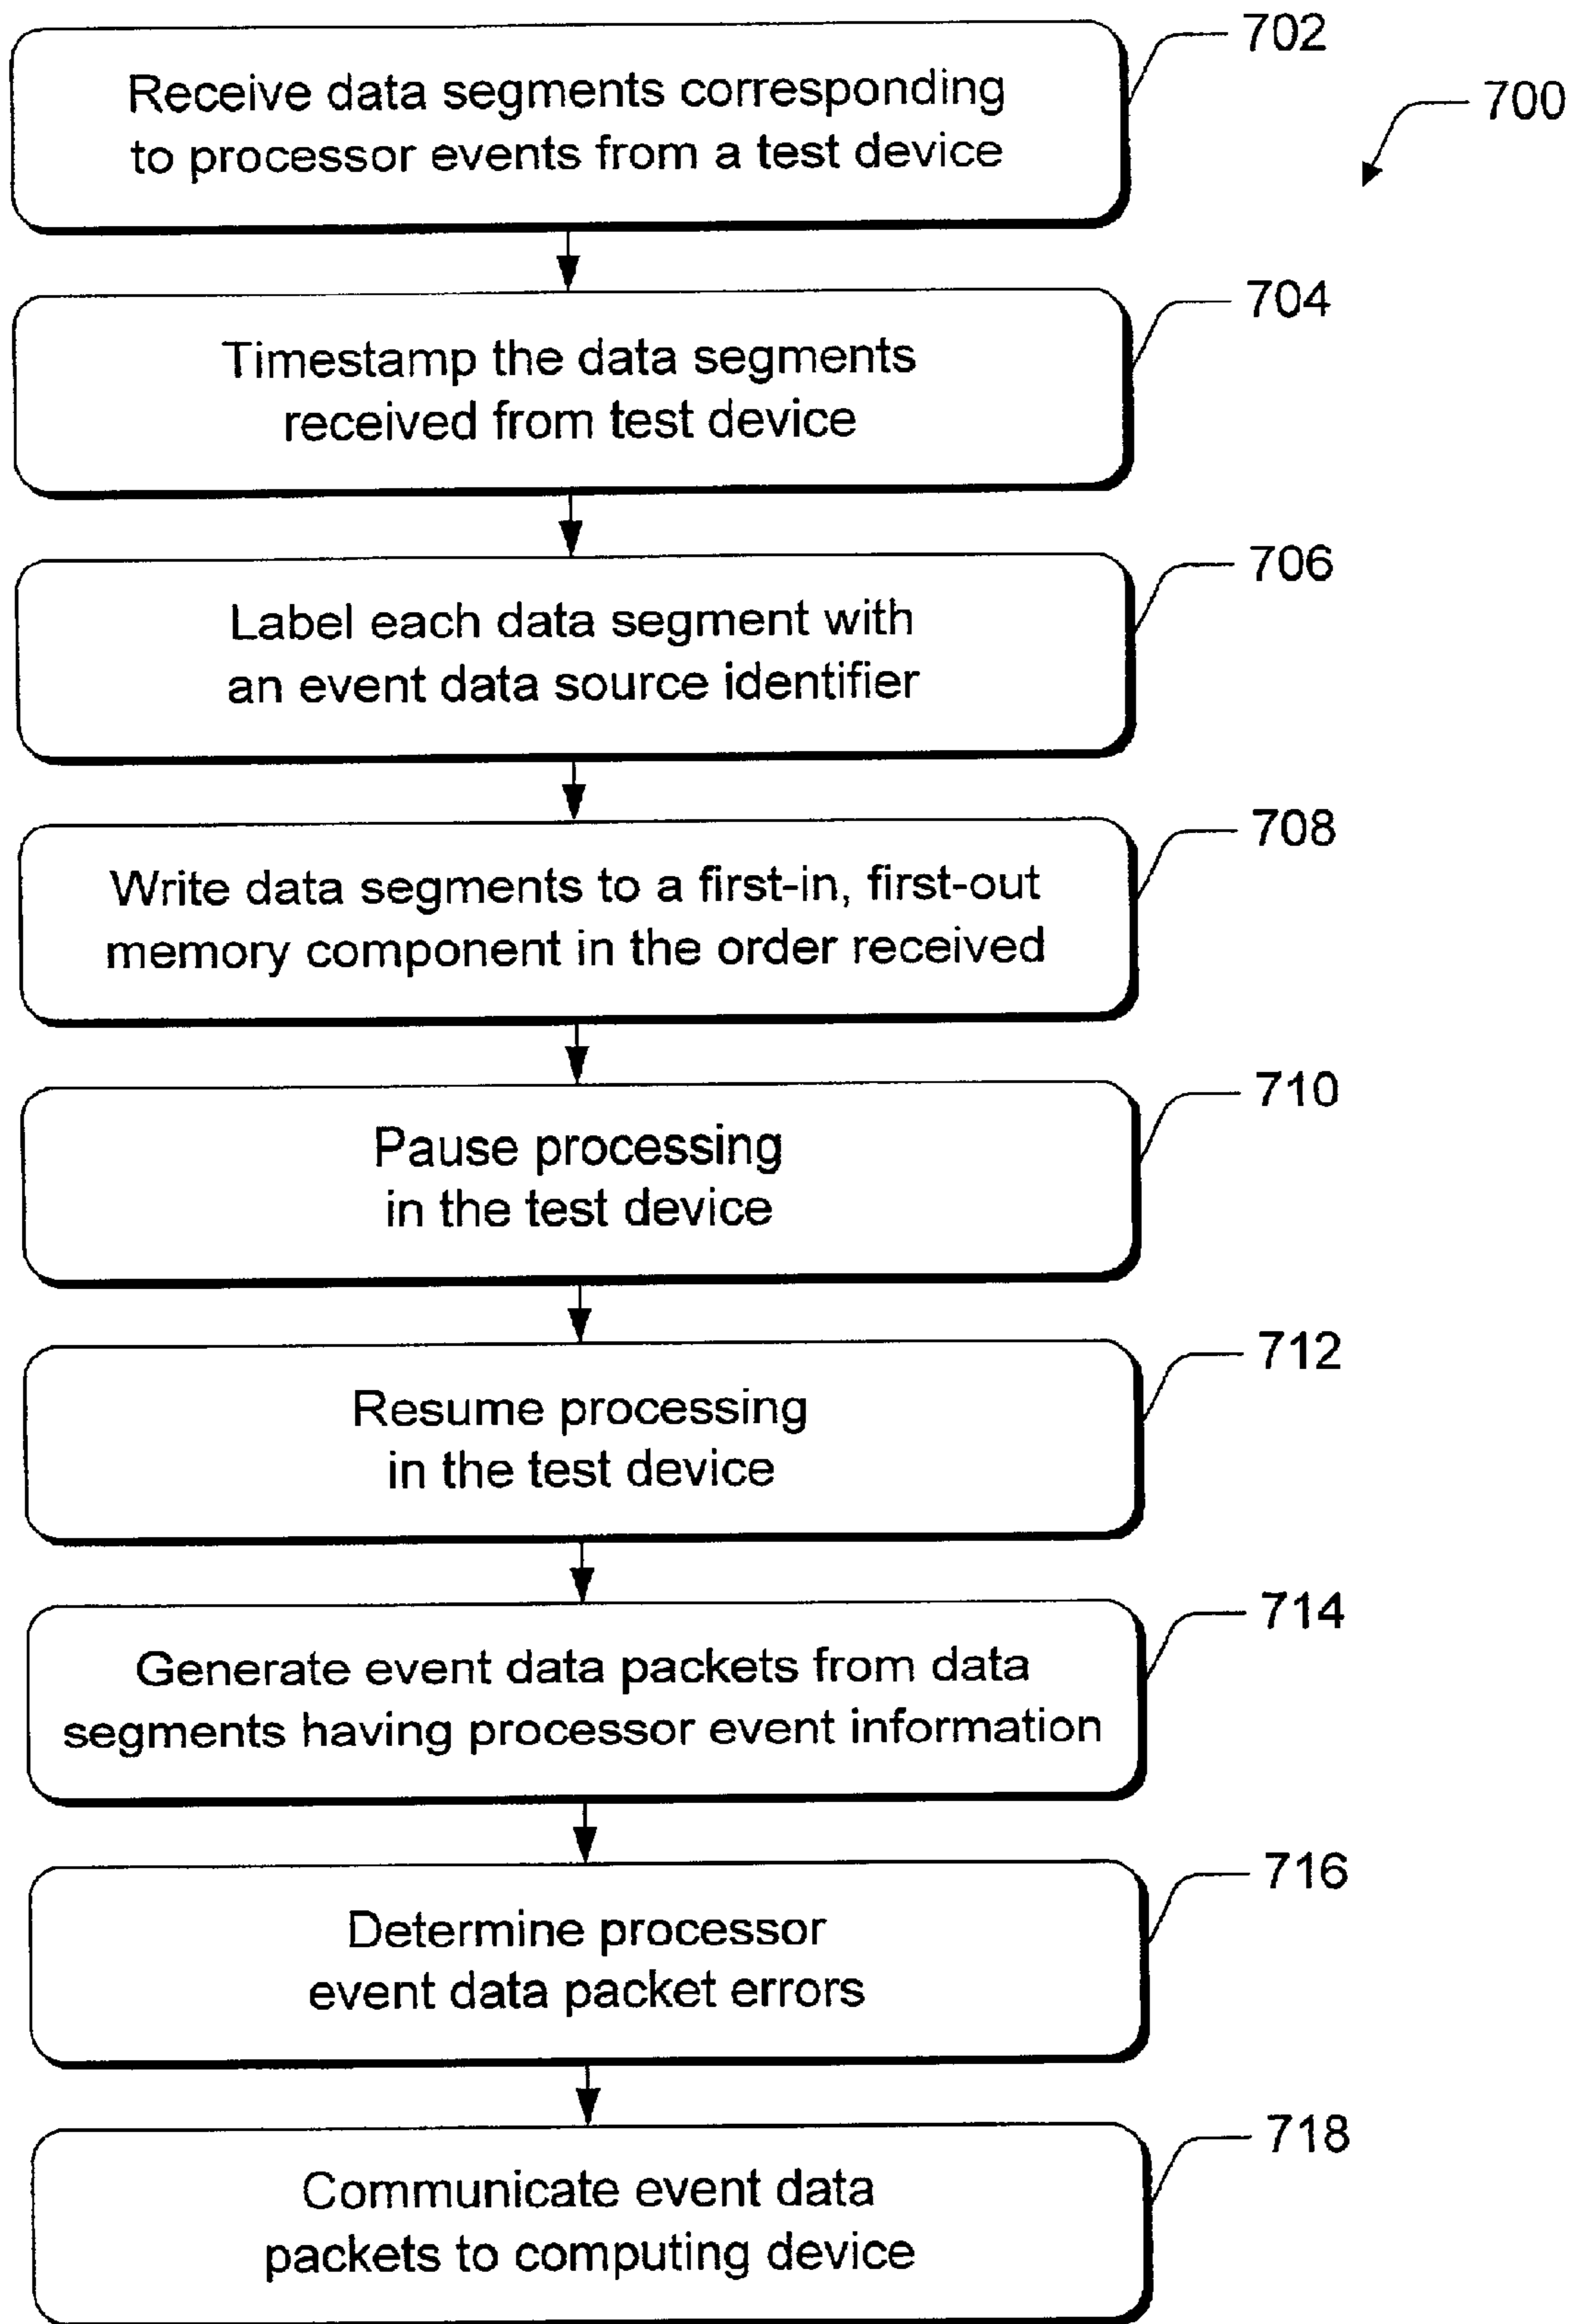 702
700
Receive data segments corresponding
to processor events from a test device
704
Timestamp the data segments
received from test device
706
Label each data segment with
an event data source identifier
708
Write data segments to a first-in, first-out
memory component in the order received
710
Pause processing
in the test device
712
Resume processing
in the test device
714
Generate event data packets from data
segments having processor event information
716
Determine processor
event data packet errors
718
Communicate event data
packets to computing device